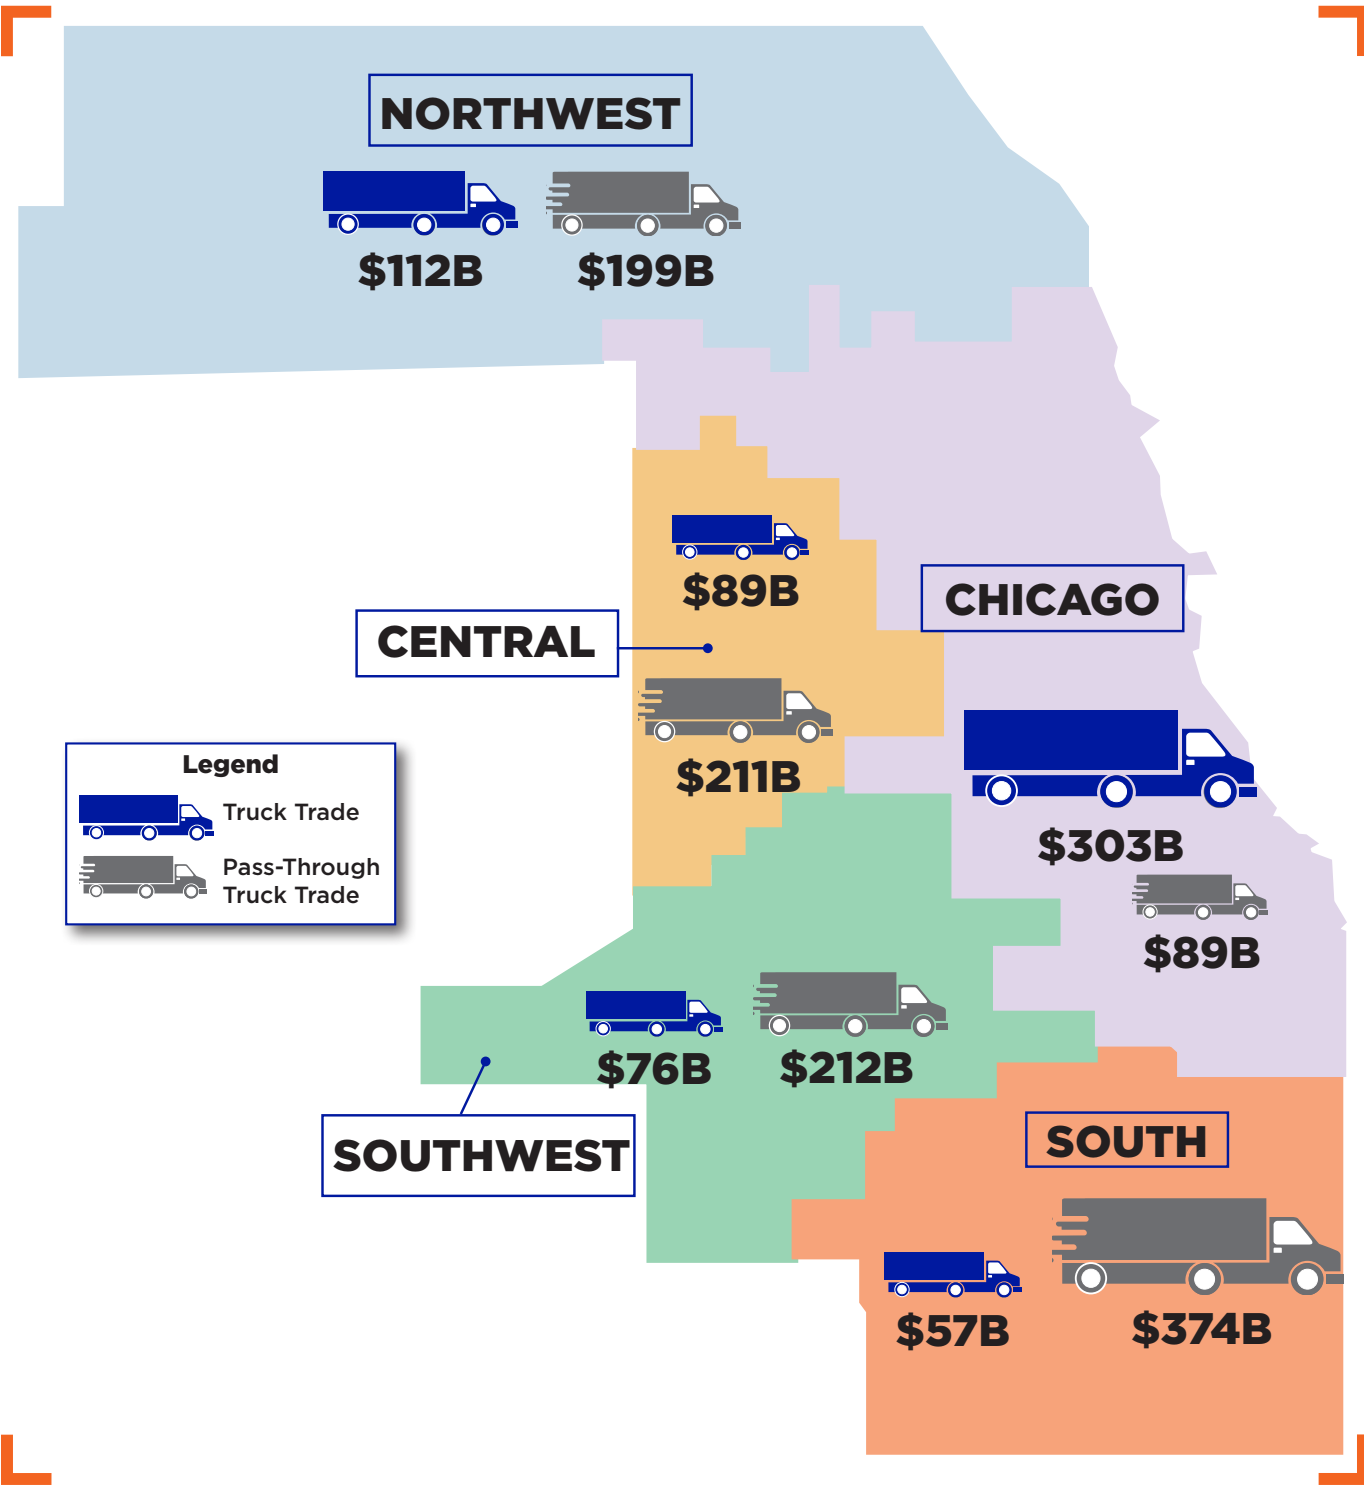 NORTHWEST
$112B
$199B
$89B
CHICAGO
CENTRAL
$211B
$303B
Legend
Truck Trade
Pass-Through
Truck Trade
$89B
$76B
$212B
SOUTHWEST
SOUTH
$57B
$374B